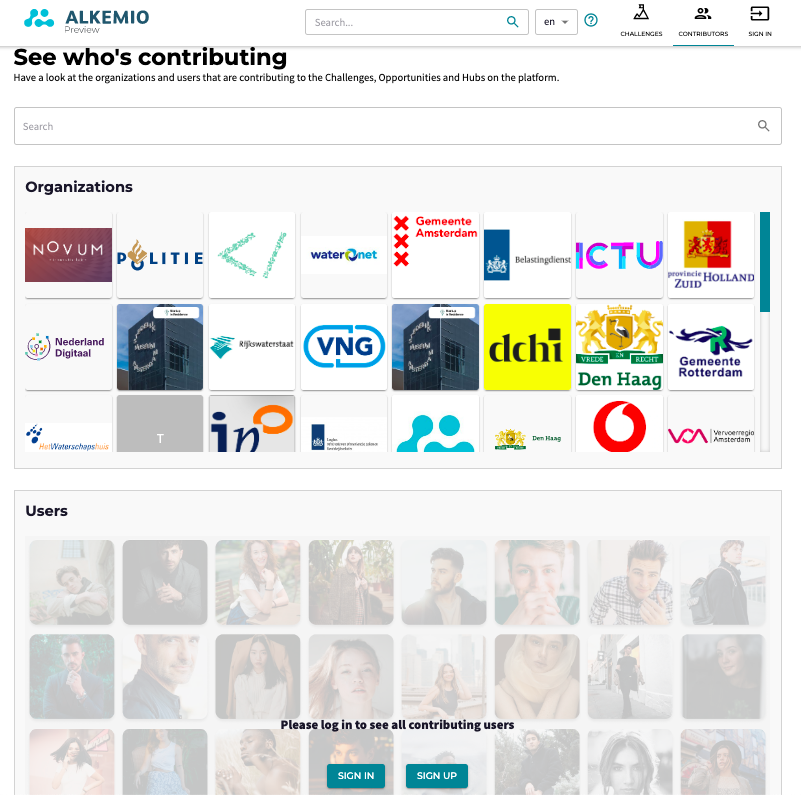 ALKEMIO
Preview
Search...
en
CHALLENGES
CONTRIBUTORS
SIGN IN
See who's contributing
Have a look at the organizations and users that are contributing to the Challenges, Opportunities and Hubs on the platform.
Search
Organizations
NOVUM
POLITIE
waternet
Gemeente
Amsterdam
Belastingdienst
ICTU
provincie
ZUID HOLLAND
Nederland
Digitaal
Rijkswaterstaat
VNG
dchi
VREDE EN RECHT
Den Haag
Gemeente
Rotterdam
HetWaterschapshuis
T
Den Haag
Vervoerregio
Amsterdam
Users
Please log in to see all contributing users
SIGN IN
SIGN UP